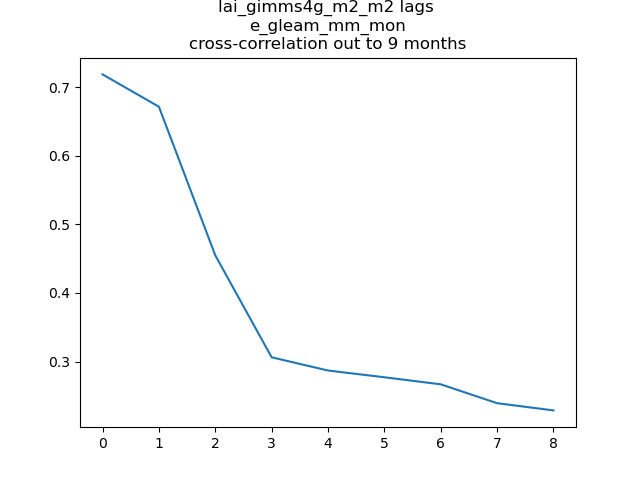 lai_gimms4g_m2_m2 lags
e_gleam_mm_mon
cross-correlation out to 9 months
0.7
0.6
0.5
0.4
0.3
0 1 2 3 4 5 6 7 8